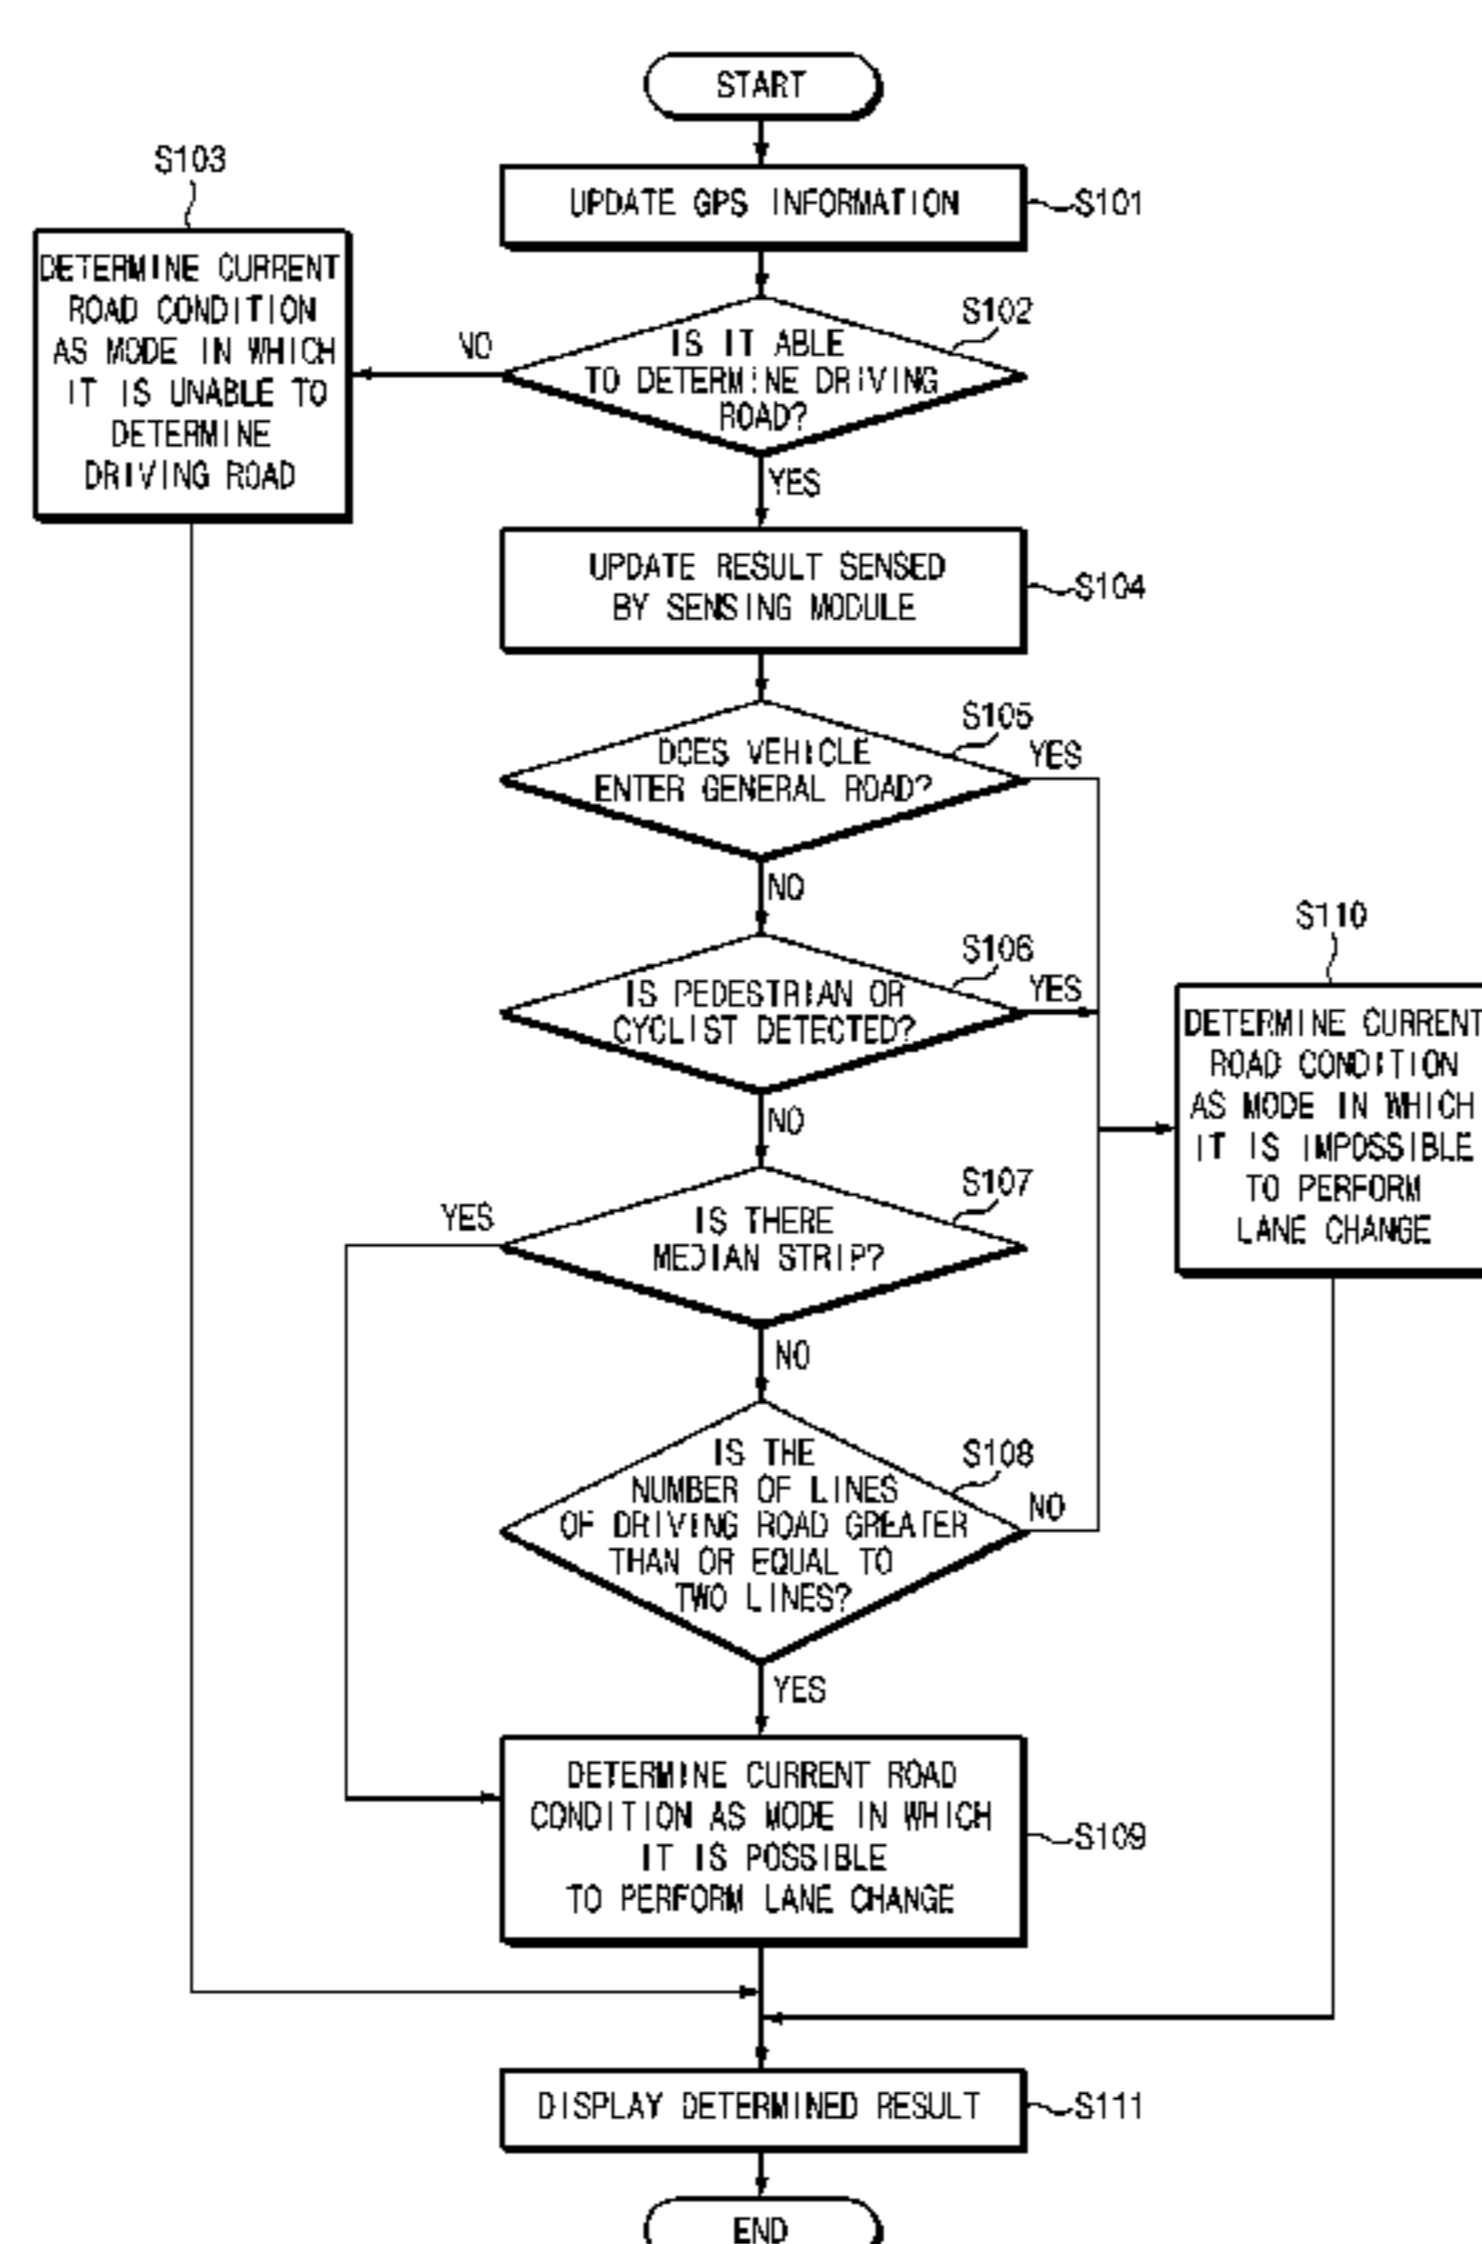 START
UPDATE GPS INFORMATION
S101
S103
DETERMINE CURRENT
ROAD CONDITION
AS MODE IN WHICH
IT IS UNABLE TO
DETERMINE
DRIVING ROAD
NO
S102
IS IT ABLE
TO DETERMINE DRIVING
ROAD?
YES
UPDATE RESULT SENSED
BY SENSING MODULE
S104
S105
DOES VEHICLE
ENTER GENERAL ROAD?
YES
NO
S106
IS PEDESTRIAN OR
CYCLIST DETECTED?
YES
NO
S110
DETERMINE CURRENT
ROAD CONDITION
AS MODE IN WHICH
IT IS IMPOSSIBLE
TO PERFORM
LANE CHANGE
S107
IS THERE
MEDIAN STRIP?
YES
NO
S108
IS THE
NUMBER OF LINES
OF DRIVING ROAD GREATER
THAN OR EQUAL TO
TWO LINES?
NO
YES
DETERMINE CURRENT ROAD
CONDITION AS MODE IN WHICH
IT IS POSSIBLE
TO PERFORM LANE CHANGE
S109
DISPLAY DETERMINED RESULT
S111
END